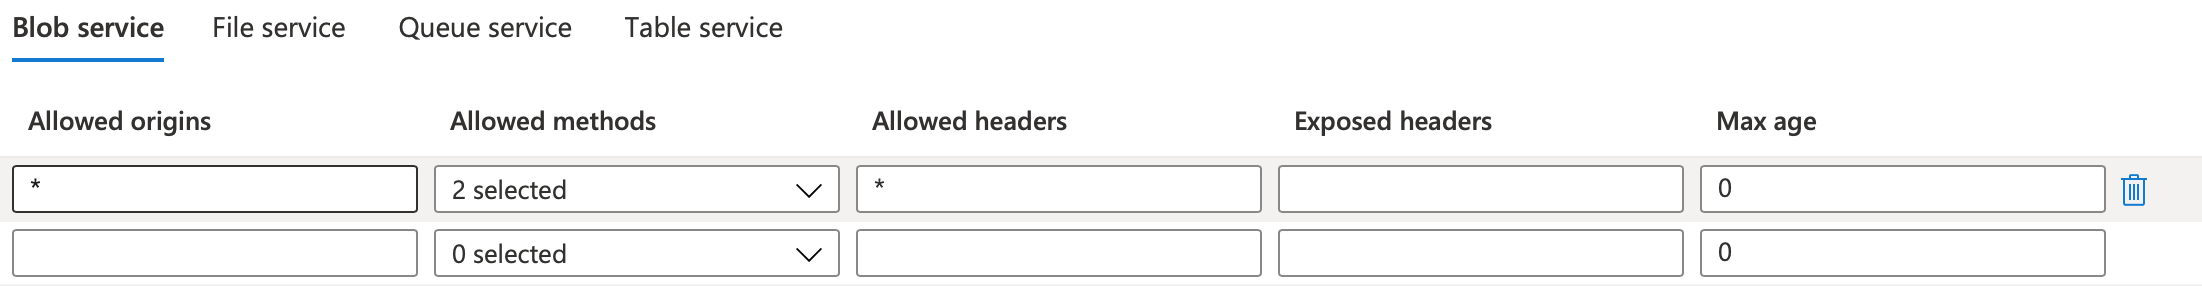 Blob service File service Queue service Table service
Allowed origins Allowed methods Allowed headers Exposed headers Max age
* 2 selected * 0
0 selected 0